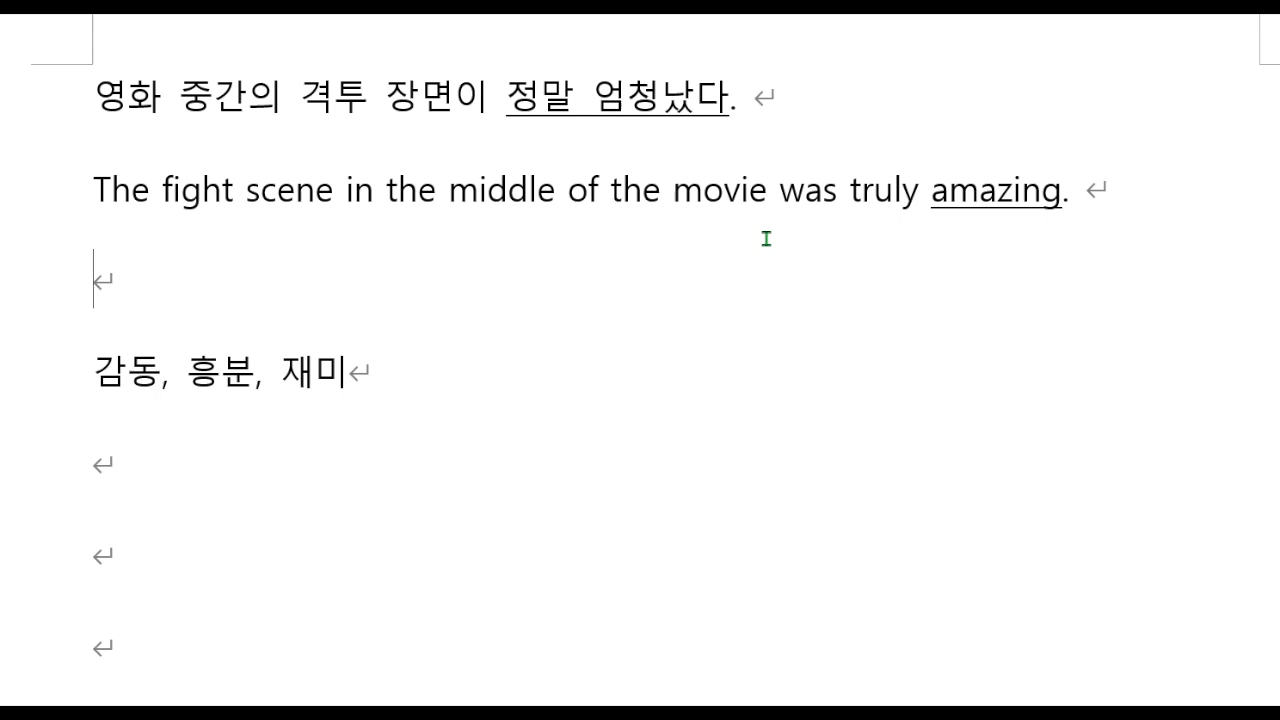 영화 중간의 격투 장면이 정말 엄청났다.
The fight scene in the middle of the movie was truly amazing.
감동, 흥분, 재미